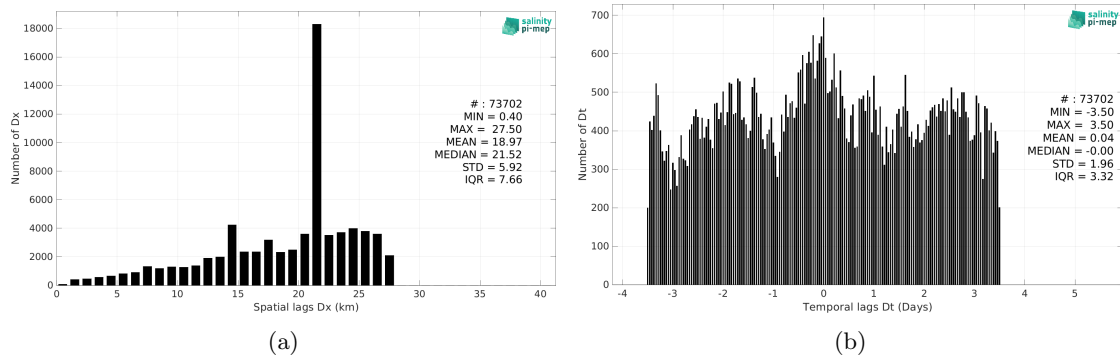 salinity
pi-mep
18000
16000
14000
12000
10000
8000
6000
4000
2000
0
Number of Dx
# : 73702
MIN = 0.40
MAX = 27.50
MEAN = 18.97
MEDIAN = 21.52
STD = 5.92
IQR = 7.66
0 5 10 15 20 25 30 35 40
Spatial lags Dx (km)
(a)
salinity
pi-mep
700
600
500
400
300
200
100
0
Number of Dt
# : 73702
MIN = -3.50
MAX = 3.50
MEAN = 0.04
MEDIAN = -0.00
STD = 1.96
IQR = 3.32
-4 -3 -2 -1 0 1 2 3 4 5
Temporal lags Dt (Days)
(b)